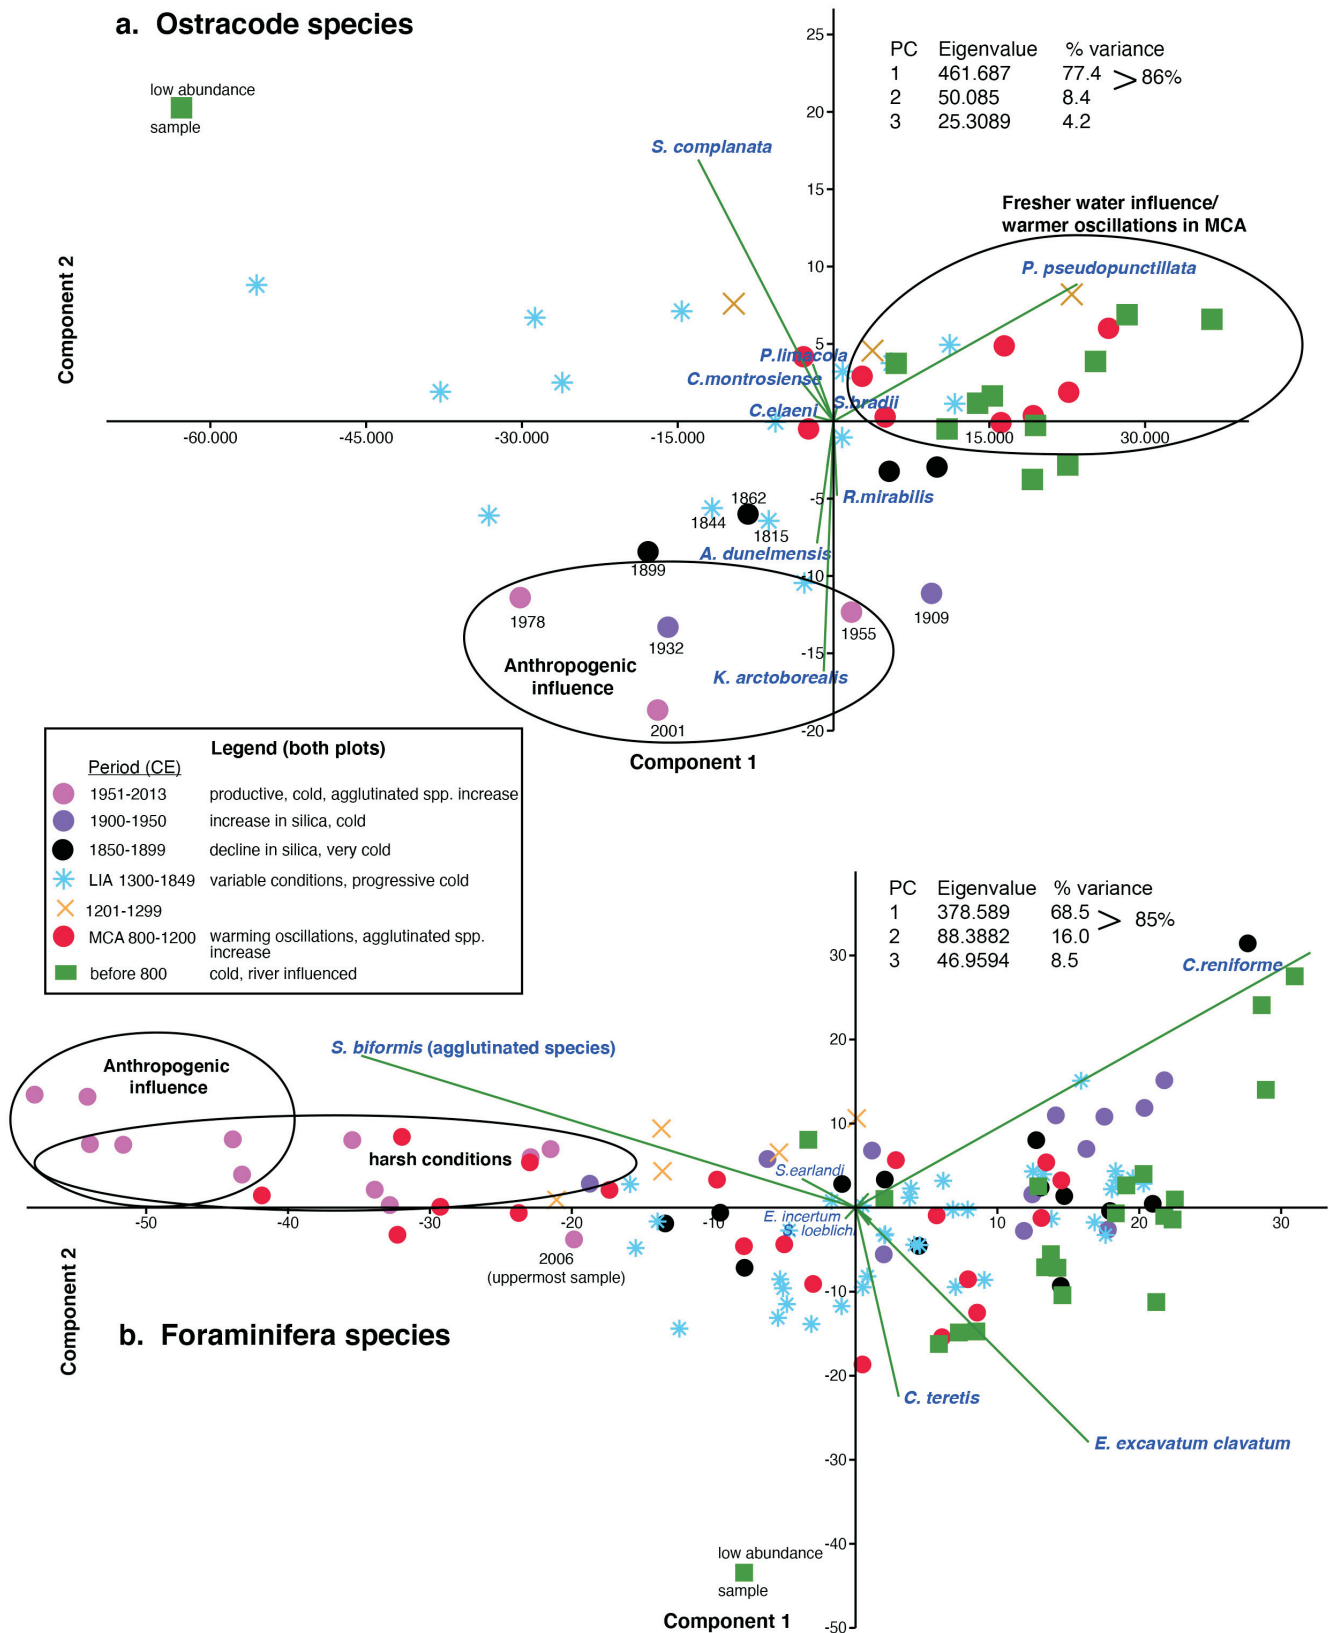 a. Ostracode species
low abundance
sample
PC Eigenvalue % variance
1 461.687 77.4
2 50.085 8.4
3 25.3089 4.2
> 86%
25
20
15
10
5
-5
-10
-15
-20
Component 2
S. complanata
Fresher water influence/
warmer oscillations in MCA
P. pseudopunctillata
P.limacola
C.montrosiense
C.elaeni
S.bradii
-60.000 -45.000 -30.000 -15.000 15.000 30.000
R.mirabilis
1862
1844
1815
A. dunelmensis
1899
1978
1932
1955
1909
Anthropogenic
influence
K. arctoborealis
2001
Component 1
Legend (both plots)
Period (CE)
1951-2013 productive, cold, agglutinated spp. increase
1900-1950 increase in silica, cold
1850-1899 decline in silica, very cold
LIA 1300-1849 variable conditions, progressive cold
1201-1299
MCA 800-1200 warming oscillations, agglutinated spp.
increase
before 800 cold, river influenced
PC Eigenvalue % variance
1 378.589 68.5
2 88.3882 16.0
3 46.9594 8.5
> 85%
30
20
10
-10
-20
-30
-40
-50
C.reniforme
S. biformis (agglutinated species)
Anthropogenic
influence
harsh conditions
S.earlandi
E. incertum
S. loeblichi
-50 -40 -30 -20 -10 10 20 30
2006
(uppermost sample)
Component 2
b. Foraminifera species
C. teretis
E. excavatum clavatum
low abundance
sample
Component 1